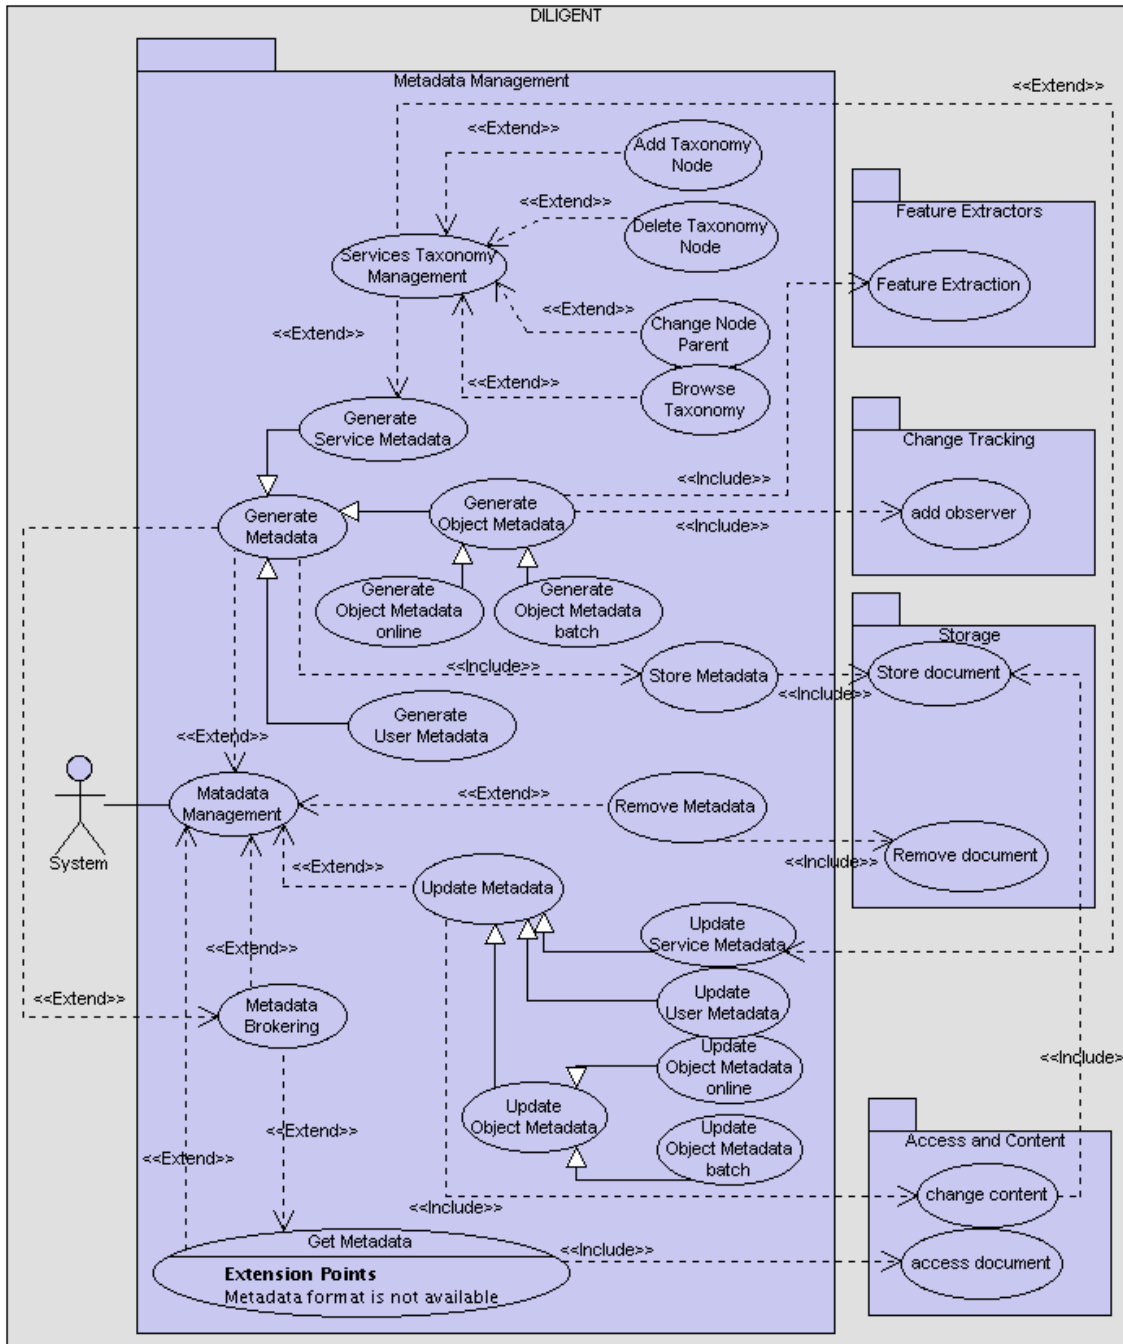 DILIGENT
Metadata Management
<<Extend>>
<<Extend>>
Add Taxonomy
Node
<<Extend>>
Delete Taxonomy
Node
Feature Extractors
Services Taxonomy
Management
Feature Extraction
<<Extend>>
<<Extend>>
Change Node
Parent
<<Extend>>
Browse
Taxonomy
Generate
Service Metadata
Change Tracking
<<Include>>
Generate
Metadata
Generate
Object Metadata
<<Include>>
add observer
Generate
Object Metadata
online
Generate
Object Metadata
batch
Storage
<<Include>>
Store Metadata
Store document
<<Include>>
Generate
User Metadata
<<Extend>>
Matadata
Management
<<Extend>>
Remove Metadata
System
<<Extend>>
Update Metadata
<<Include>>
Remove document
Update
Service Metadata
<<Extend>>
<<Extend>>
Metadata
Brokering
Update
User Metadata
Update
Object Metadata
online
<<Include>>
Update
Object Metadata
<<Extend>>
Update
Object Metadata
batch
Access and Content
<<Extend>>
change content
<<Include>>
Get Metadata
<<Include>>
access document
Extension Points
Metadata format is not available